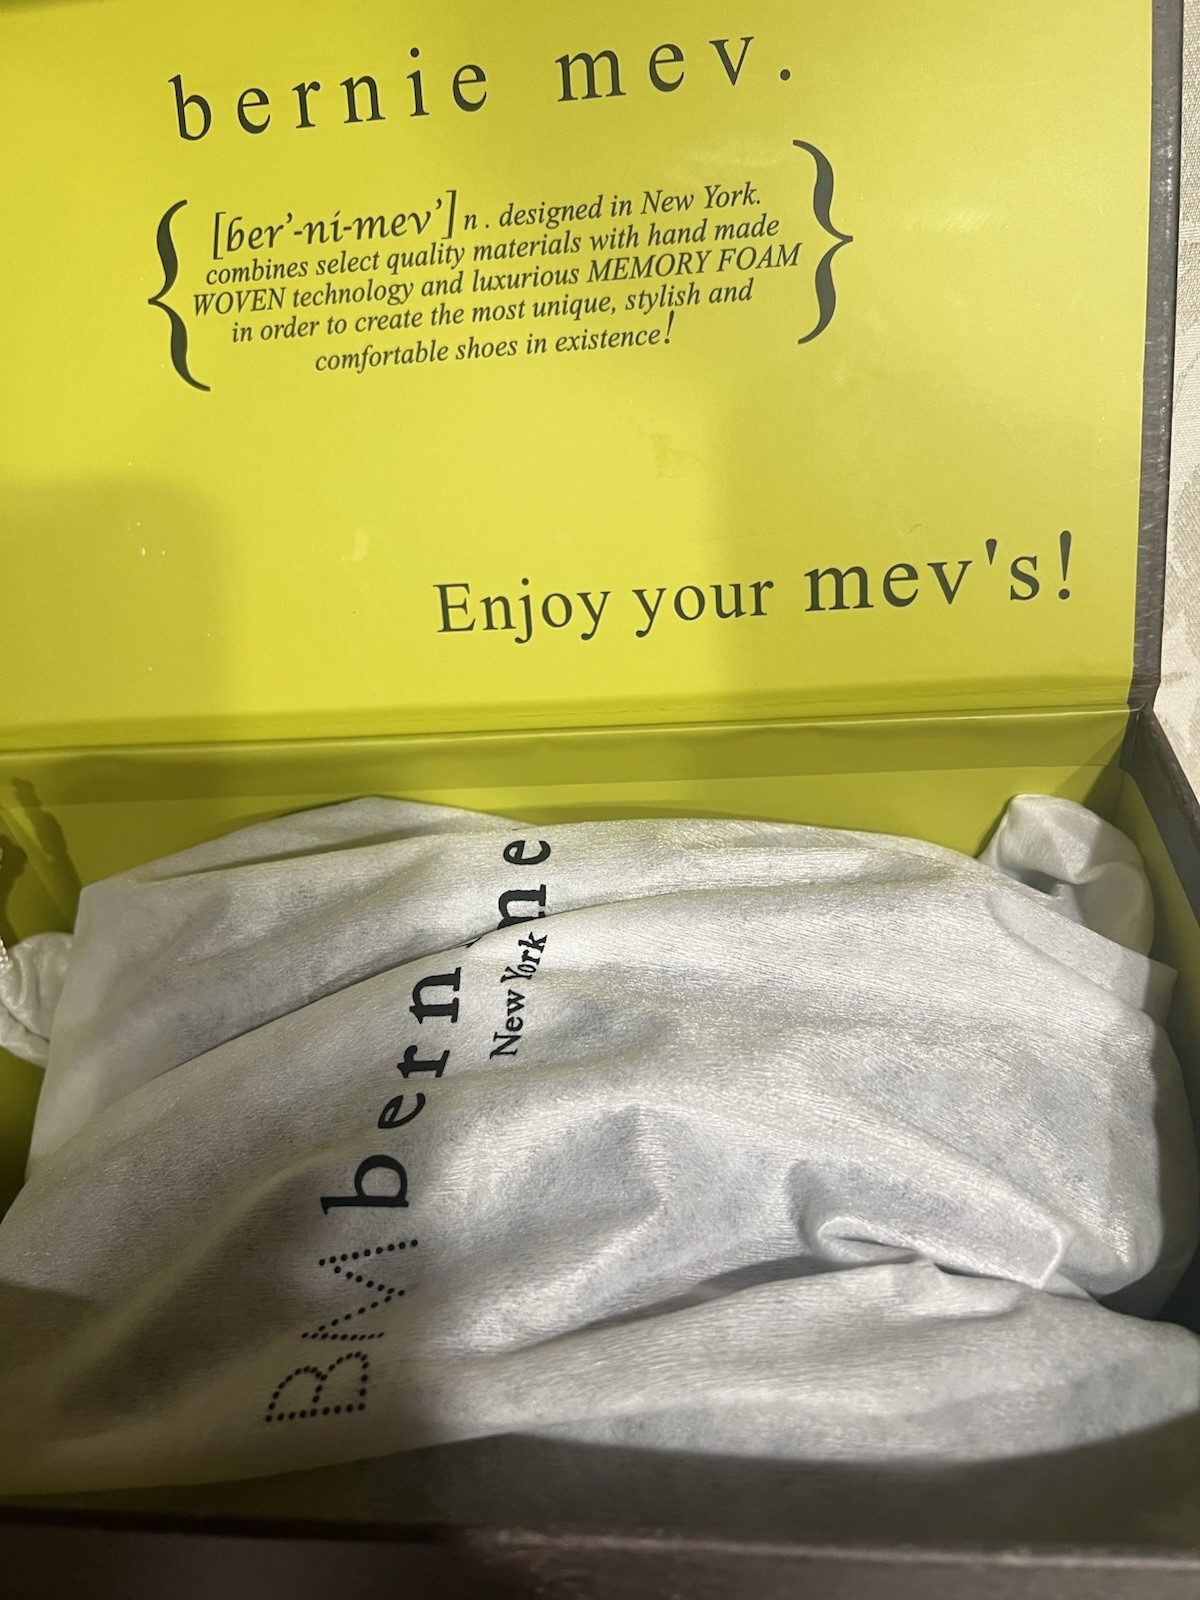 bernie mev.
[ber'-ní-mev'] n. designed in New York.
combines select quality materials with hand made
WOVEN technology and luxurious MEMORY FOAM
in order to create the most unique, stylish and
comfortable shoes in existence!
Enjoy your mev's!
BM bern
New York